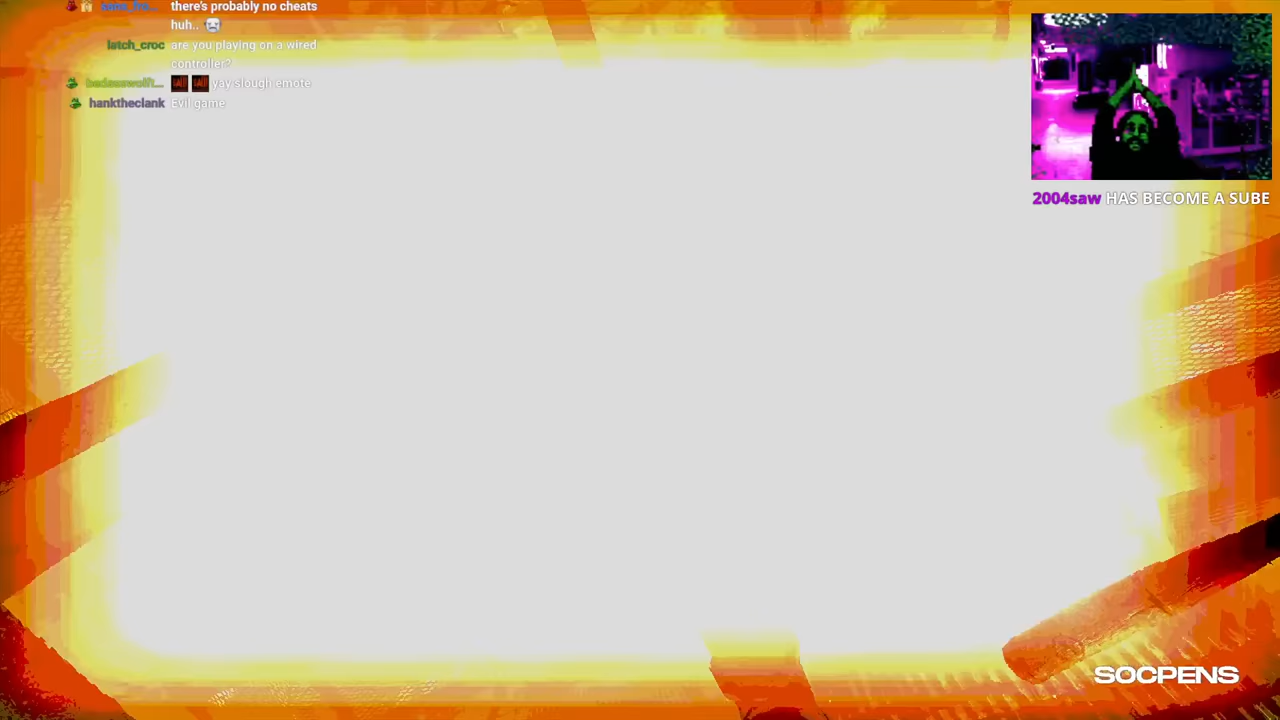 there's probably no cheats
huh..
latch_croc are you playing on a wired
controller?
yay slough emote
hanktheclank Evil game
2004saw HAS BECOME A SUBE
SOCPENS